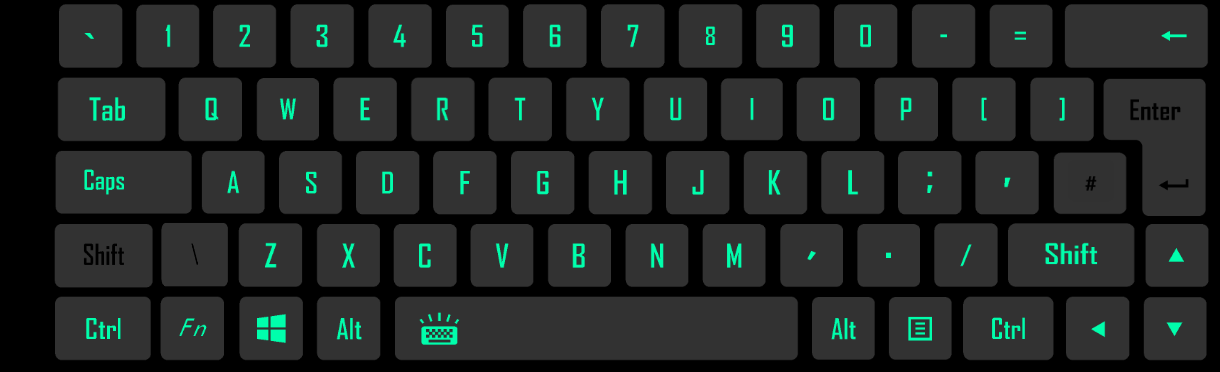 ` 1 2 3 4 5 6 7 8 9 0 - = ←
Tab Q W E R T Y U I O P [ ] Enter
Caps A S D F G H J K L ; ' # ↵
Shift \ Z X C V B N M , . / Shift ▲
Ctrl Fn Alt Alt Ctrl ◀ ▼